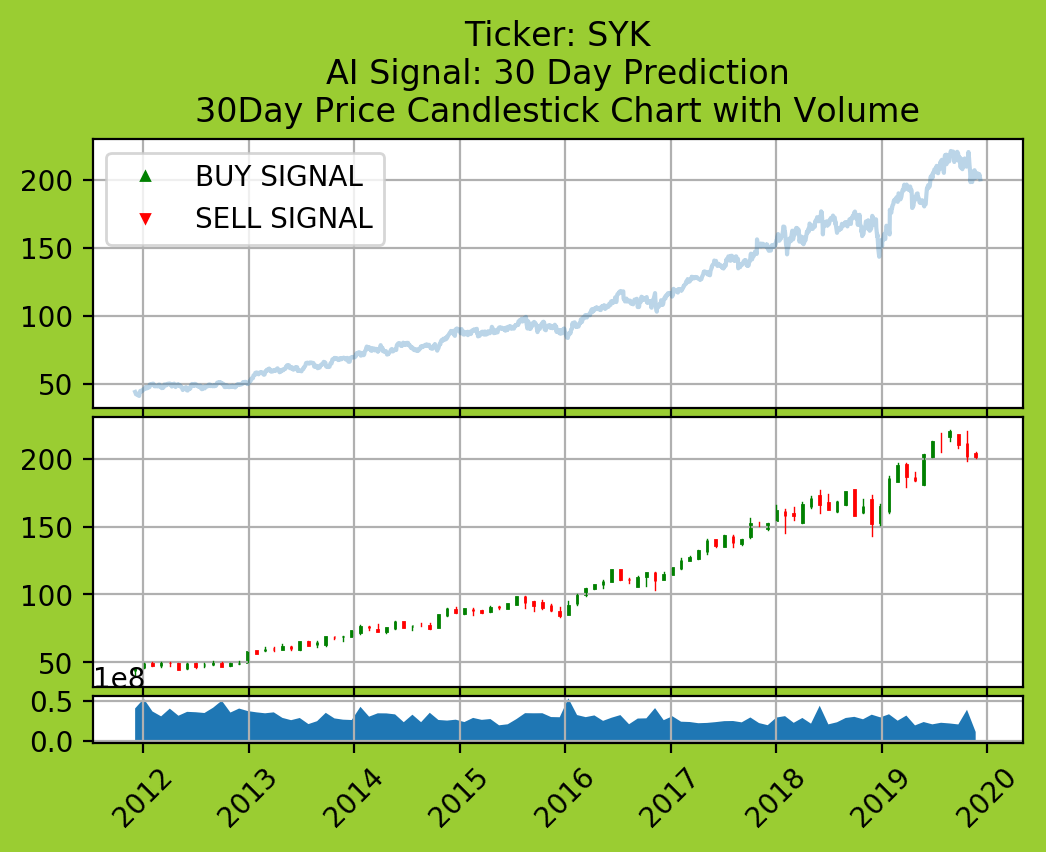 Ticker: SYK
AI Signal: 30 Day Prediction
30Day Price Candlestick Chart with Volume
BUY SIGNAL
SELL SIGNAL
200
150
100
50
200
150
100
50
1e8
0.5
0.0
2012 2013 2014 2015 2016 2017 2018 2019 2020